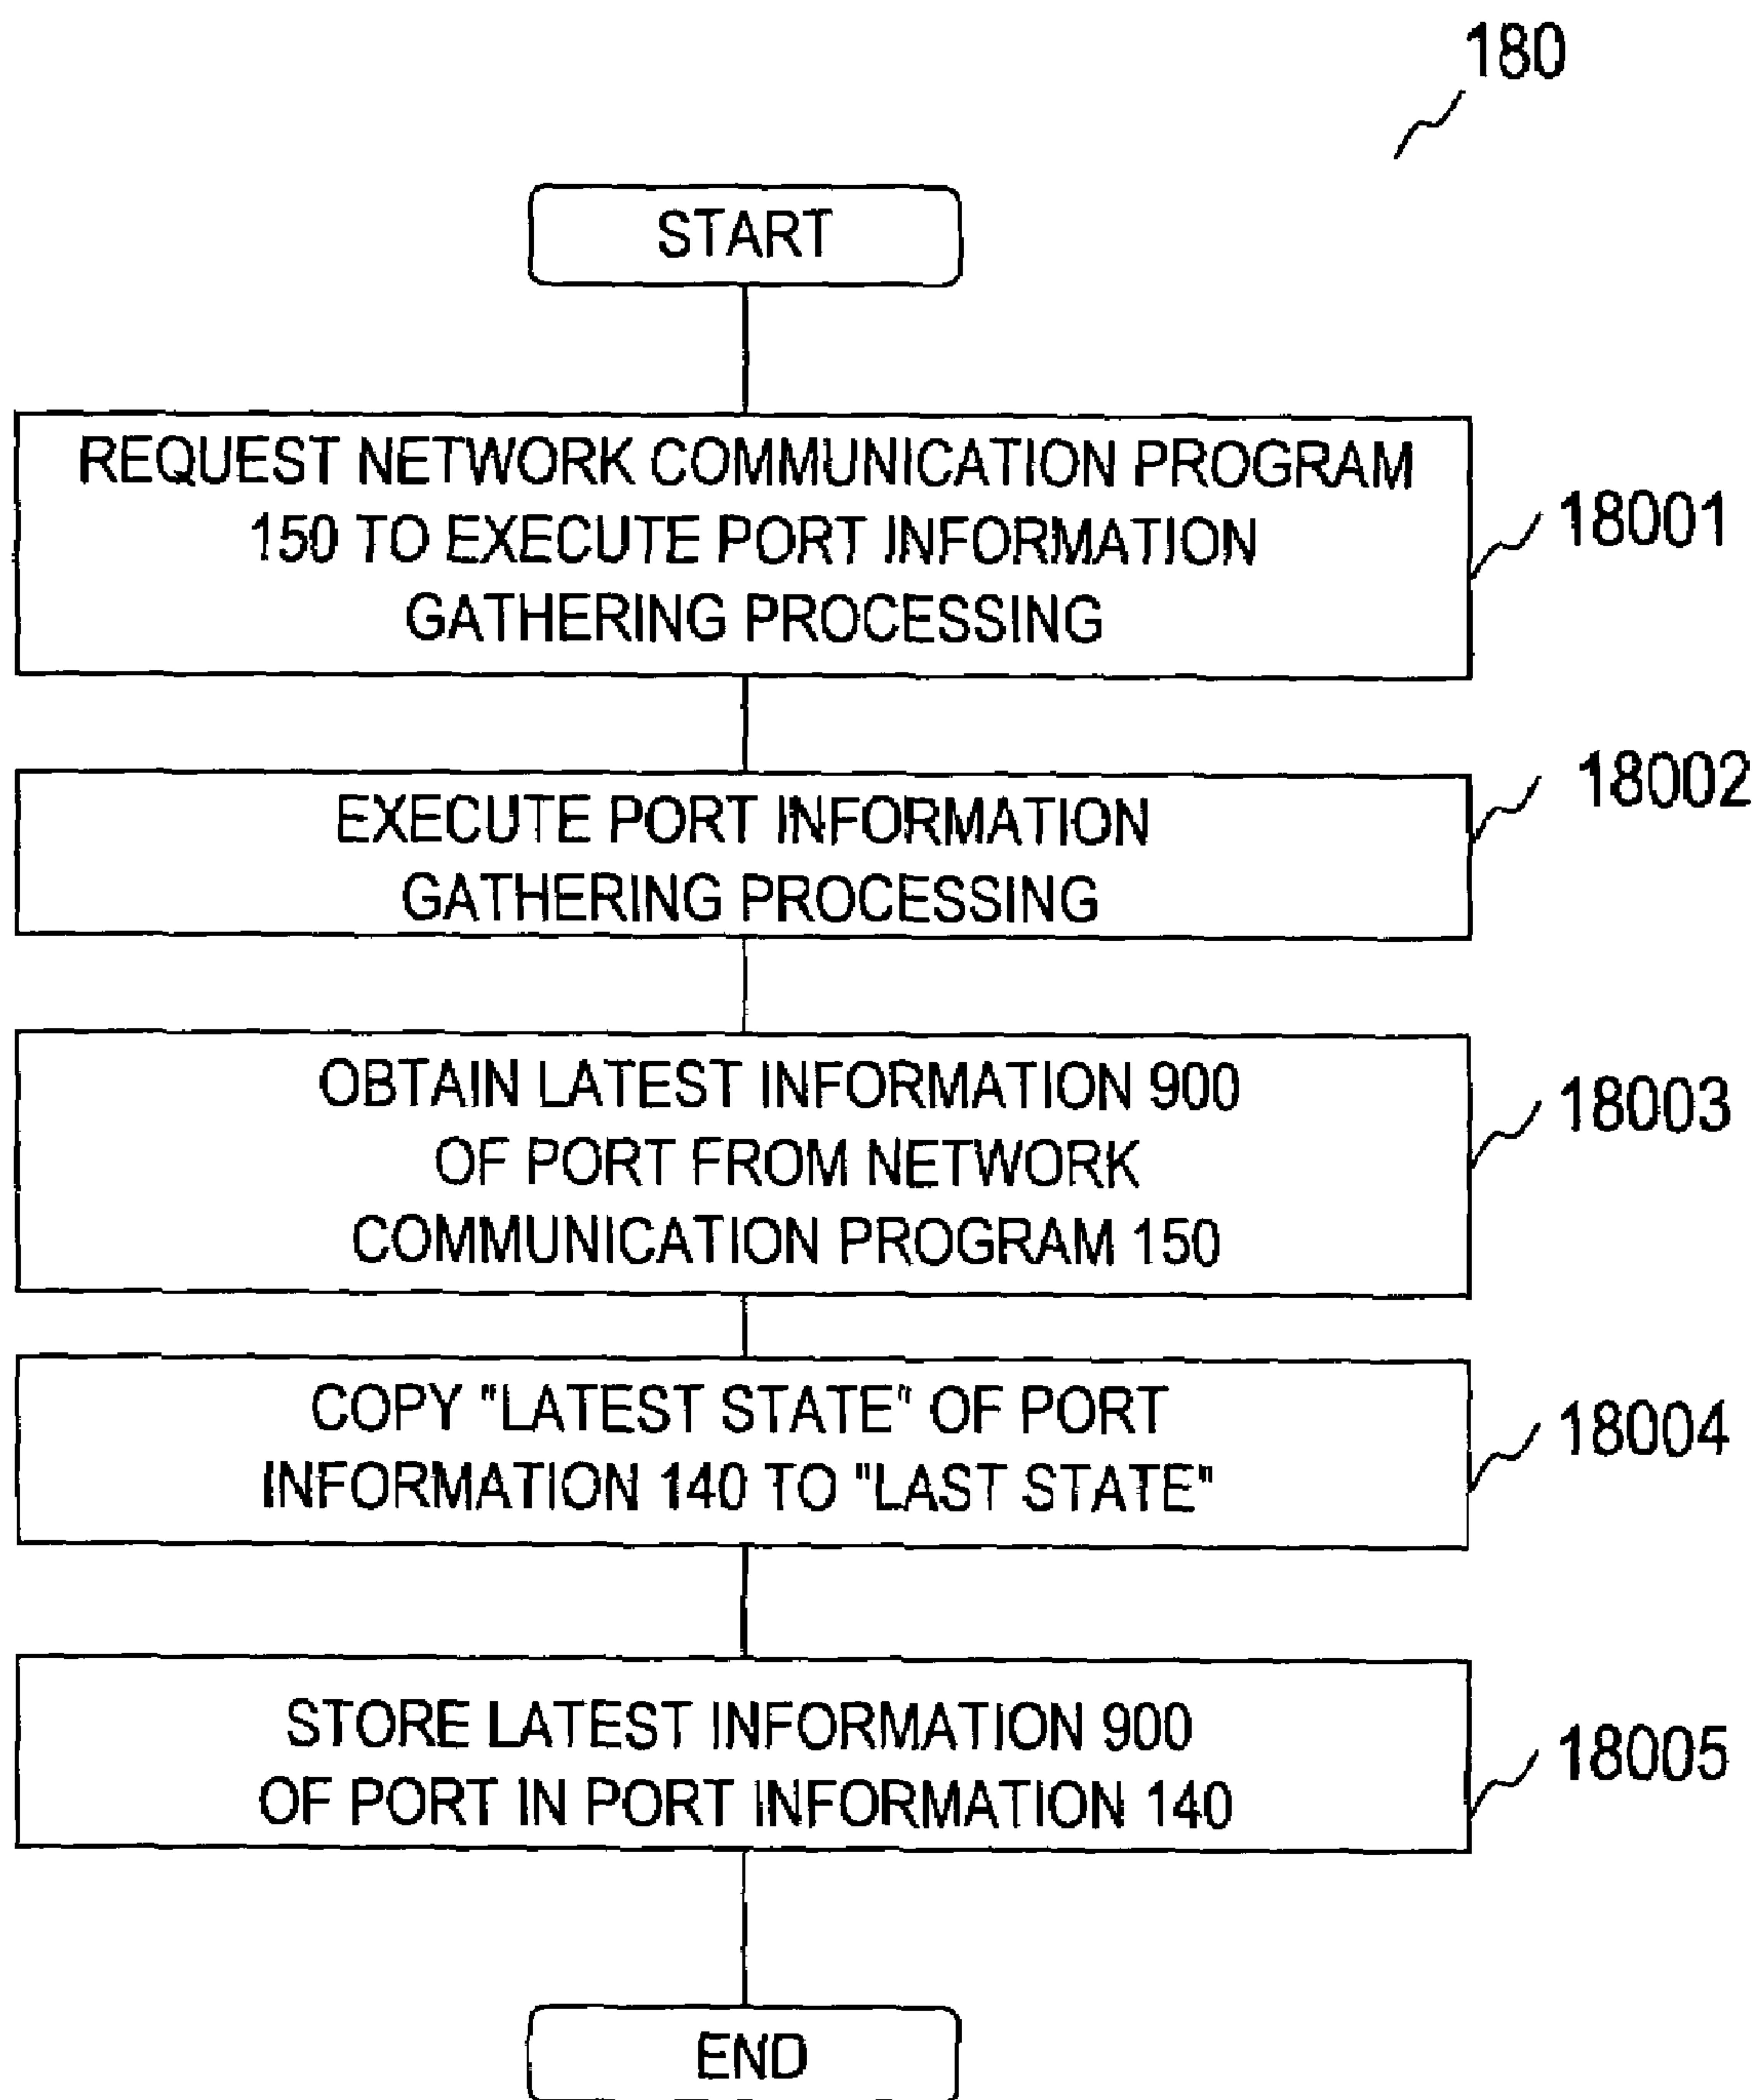 180
START
REQUEST NETWORK COMMUNICATION PROGRAM
150 TO EXECUTE PORT INFORMATION
GATHERING PROCESSING
18001
EXECUTE PORT INFORMATION
GATHERING PROCESSING
18002
OBTAIN LATEST INFORMATION 900
OF PORT FROM NETWORK
COMMUNICATION PROGRAM 150
18003
COPY "LATEST STATE" OF PORT
INFORMATION 140 TO "LAST STATE"
18004
STORE LATEST INFORMATION 900
OF PORT IN PORT INFORMATION 140
18005
END